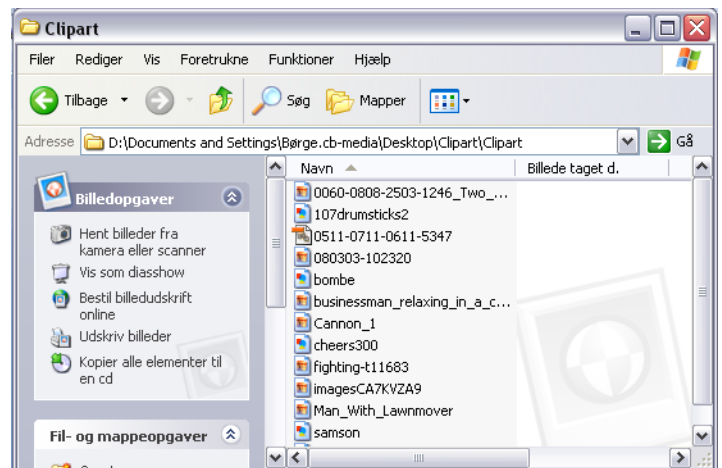 Clipart
Filer Rediger Vis Foretrukne Funktioner Hjælp
Tilbage Søg Mapper
Adresse D:\Documents and Settings\Børge.cb-media\Desktop\Clipart\Clipart Gå
Navn Billede taget d.
Billedopgaver
Hent billeder fra
kamera eller scanner
Vis som diasshow
Bestil billedudskrift
online
Udskriv billeder
Kopier alle elementer til
en cd
Fil- og mappeopgaver
0060-0808-2503-1246_Two_...
107drumsticks2
0511-0711-0611-5347
080303-102320
bombe
businessman_relaxing_in_a_c...
Cannon_1
cheers300
fighting-t11683
imagesCA7KVZA9
Man_With_Lawnmover
samson